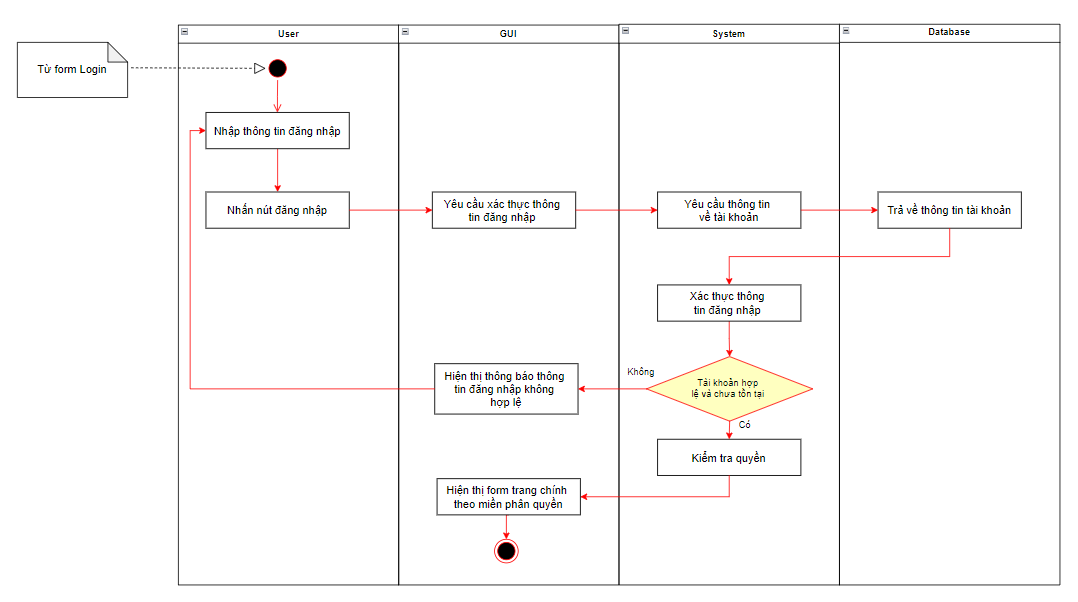 User
GUI
System
Database
Từ form Login
Nhập thông tin đăng nhập
Nhấn nút đăng nhập
Yêu cầu xác thực thông
tin đăng nhập
Yêu cầu thông tin
về tài khoản
Trả về thông tin tài khoản
Xác thực thông
tin đăng nhập
Không
Tài khoản hợp
lệ và chưa tồn tại
Hiện thị thông báo thông
tin đăng nhập không
hợp lệ
Có
Kiểm tra quyền
Hiện thị form trang chính
theo miền phân quyền